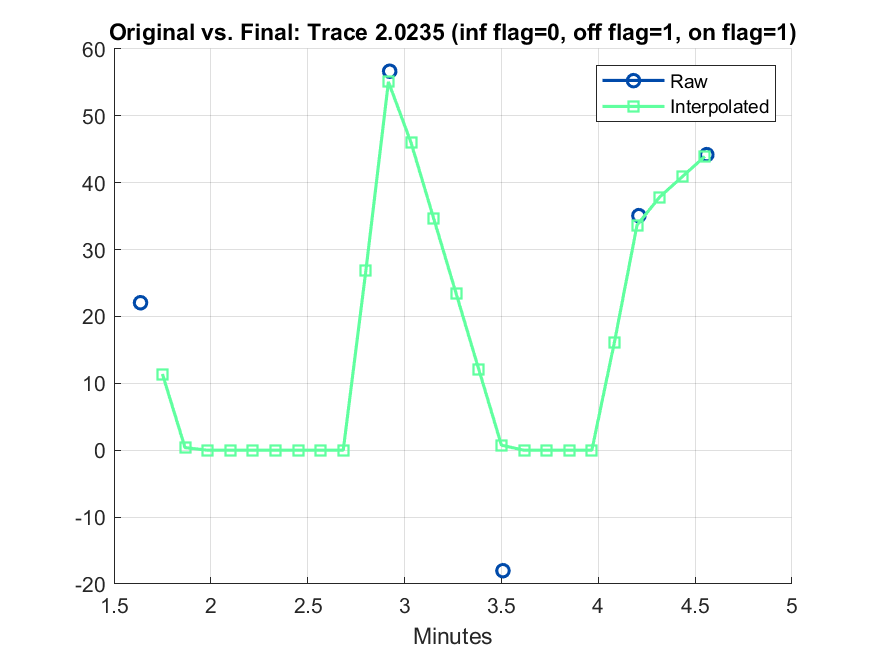 Original vs. Final: Trace 2.0235 (inf flag=0, off flag=1, on flag=1)
60
50
40
30
20
10
0
-10
-20
Raw
Interpolated
1.5 2 2.5 3 3.5 4 4.5 5
Minutes